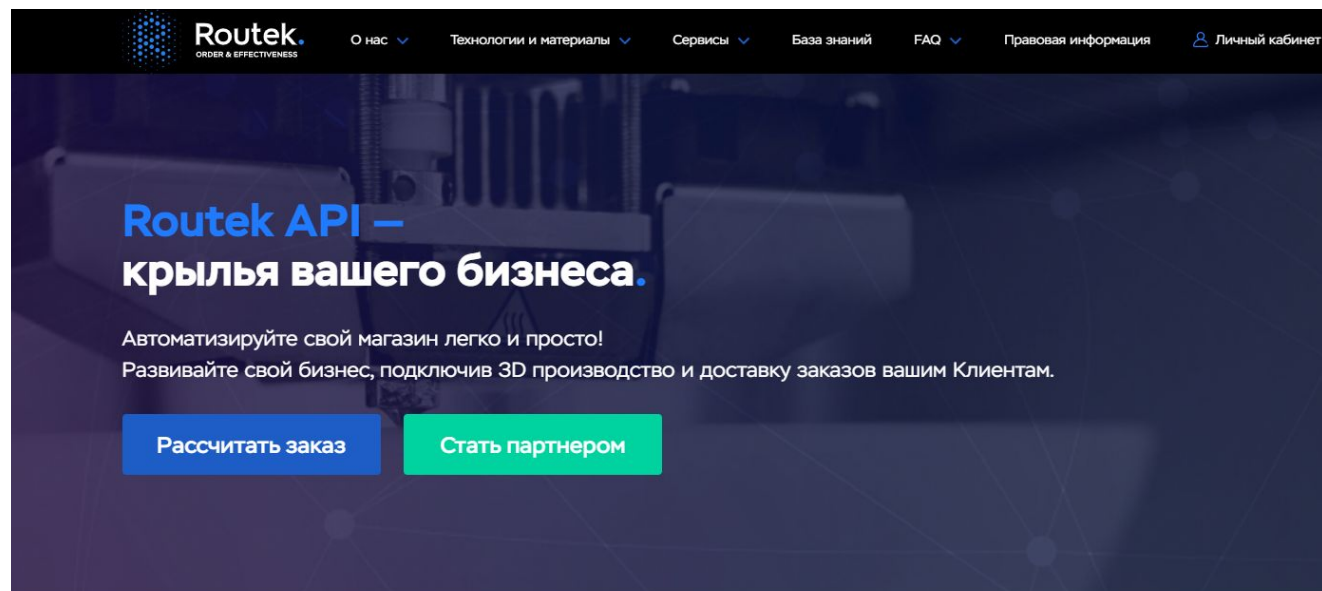 Routek.
ORDER & EFFECTIVENESS
О нас
Технологии и материалы
Сервисы
База знаний
FAQ
Правовая информация
Личный кабинет
Routek API –
крылья вашего бизнеса.
Автоматизируйте свой магазин легко и просто!
Развивайте свой бизнес, подключив 3D производство и доставку заказов вашим Клиентам.
Рассчитать заказ
Стать партнером